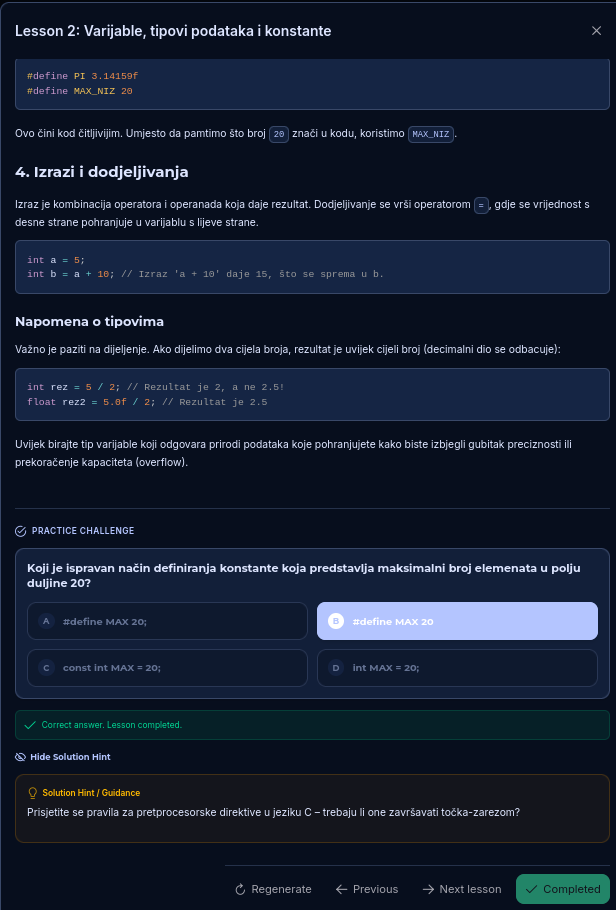 Lesson 2: Varijable, tipovi podataka i konstante
#define PI 3.14159f
#define MAX_NIZ 20
Ovo čini kod čitljivijim. Umjesto da pamtimo što broj 20 znači u kodu, koristimo MAX_NIZ.
4. Izrazi i dodjeljivanja
Izraz je kombinacija operatora i operanada koja daje rezultat. Dodjeljivanje se vrši operatorom =, gdje se vrijednost s
desne strane pohranjuje u varijablu s lijeve strane.
int a = 5;
int b = a + 10; // Izraz 'a + 10' daje 15, što se sprema u b.
Napomena o tipovima
Važno je paziti na dijeljenje. Ako dijelimo dva cijela broja, rezultat je uvijek cijeli broj (decimalni dio se odbacuje):
int rez = 5 / 2; // Rezultat je 2, a ne 2.5!
float rez2 = 5.0f / 2; // Rezultat je 2.5
Uvijek birajte tip varijable koji odgovara prirodi podataka koje pohranjujete kako biste izbjegli gubitak preciznosti ili
prekoračenje kapaciteta (overflow).
PRACTICE CHALLENGE
Koji je ispravan način definiranja konstante koja predstavlja maksimalni broj elemenata u polju
duljine 20?
A #define MAX 20;
B #define MAX 20
C const int MAX = 20;
D int MAX = 20;
Correct answer. Lesson completed.
Hide Solution Hint
Solution Hint / Guidance
Prisjetite se pravila za pretprocesorske direktive u jeziku C – trebaju li one završavati točka-zarezom?
Regenerate
Previous
Next lesson
Completed